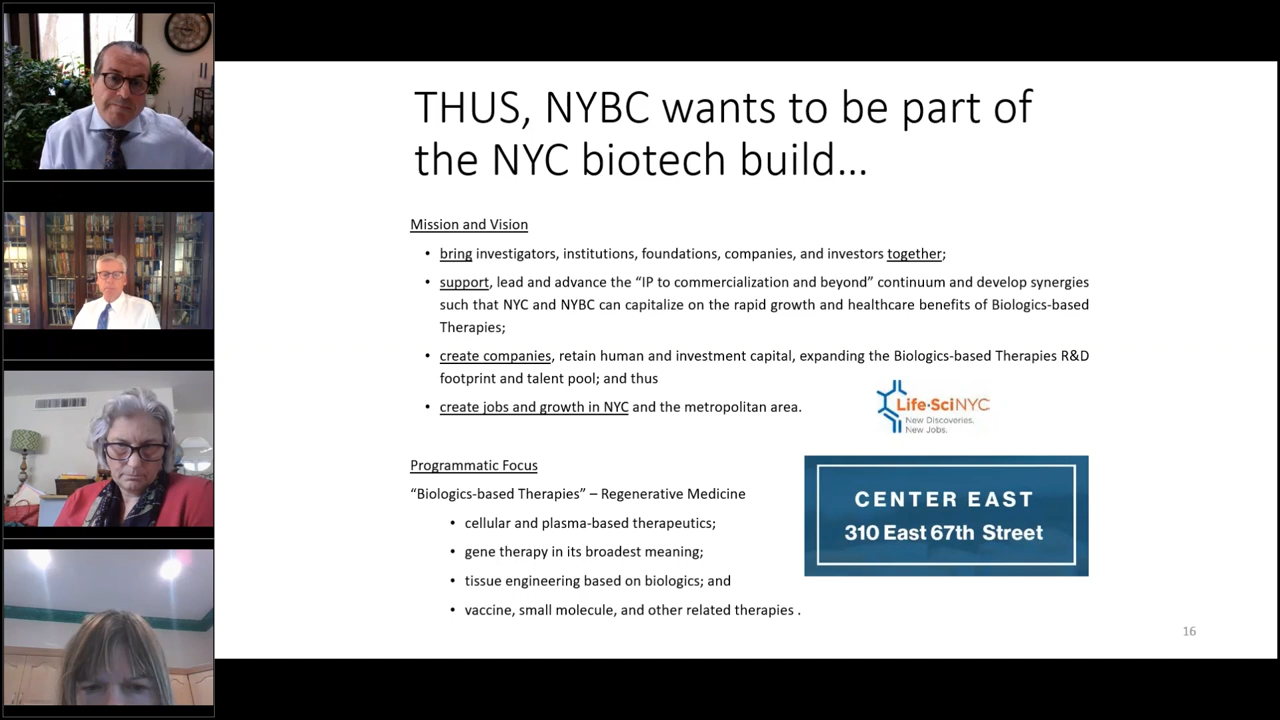 THUS, NYBC wants to be part of
the NYC biotech build…
Mission and Vision
• bring investigators, institutions, foundations, companies, and investors together;
• support, lead and advance the “IP to commercialization and beyond” continuum and develop synergies
such that NYC and NYBC can capitalize on the rapid growth and healthcare benefits of Biologics-based
Therapies;
• create companies, retain human and investment capital, expanding the Biologics-based Therapies R&D
footprint and talent pool; and thus
• create jobs and growth in NYC and the metropolitan area.
Life·SciNYC
New Discoveries.
New Jobs.
Programmatic Focus
“Biologics-based Therapies” – Regenerative Medicine
• cellular and plasma-based therapeutics;
• gene therapy in its broadest meaning;
• tissue engineering based on biologics; and
• vaccine, small molecule, and other related therapies .
CENTER EAST
310 East 67th Street
16